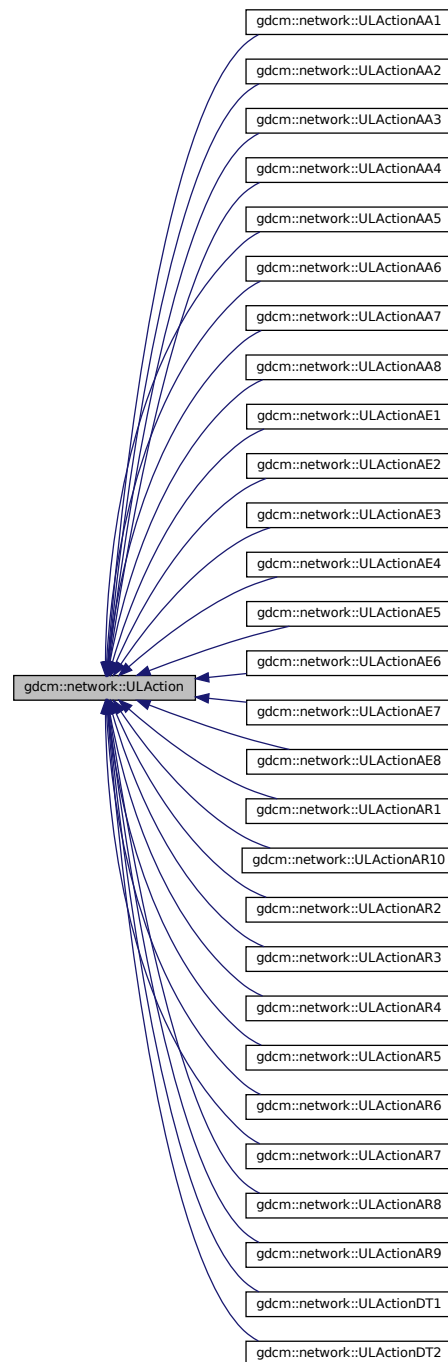 gdcm::network::ULActionAA1
gdcm::network::ULActionAA2
gdcm::network::ULActionAA3
gdcm::network::ULActionAA4
gdcm::network::ULActionAA5
gdcm::network::ULActionAA6
gdcm::network::ULActionAA7
gdcm::network::ULActionAA8
gdcm::network::ULActionAE1
gdcm::network::ULActionAE2
gdcm::network::ULActionAE3
gdcm::network::ULActionAE4
gdcm::network::ULActionAE5
gdcm::network::ULActionAE6
gdcm::network::ULAction
gdcm::network::ULActionAE7
gdcm::network::ULActionAE8
gdcm::network::ULActionAR1
gdcm::network::ULActionAR10
gdcm::network::ULActionAR2
gdcm::network::ULActionAR3
gdcm::network::ULActionAR4
gdcm::network::ULActionAR5
gdcm::network::ULActionAR6
gdcm::network::ULActionAR7
gdcm::network::ULActionAR8
gdcm::network::ULActionAR9
gdcm::network::ULActionDT1
gdcm::network::ULActionDT2